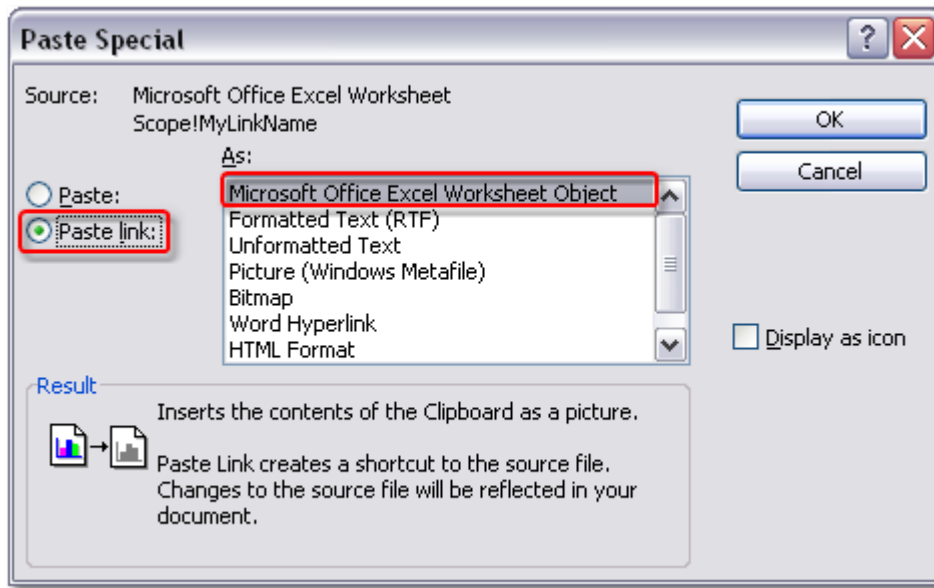 Paste Special
Source: Microsoft Office Excel Worksheet
Scope!MyLinkName
As:
Paste:
Paste link:
Microsoft Office Excel Worksheet Object
Formatted Text (RTF)
Unformatted Text
Picture (Windows Metafile)
Bitmap
Word Hyperlink
HTML Format
OK
Cancel
Display as icon
Result
Inserts the contents of the Clipboard as a picture.
Paste Link creates a shortcut to the source file.
Changes to the source file will be reflected in your
document.